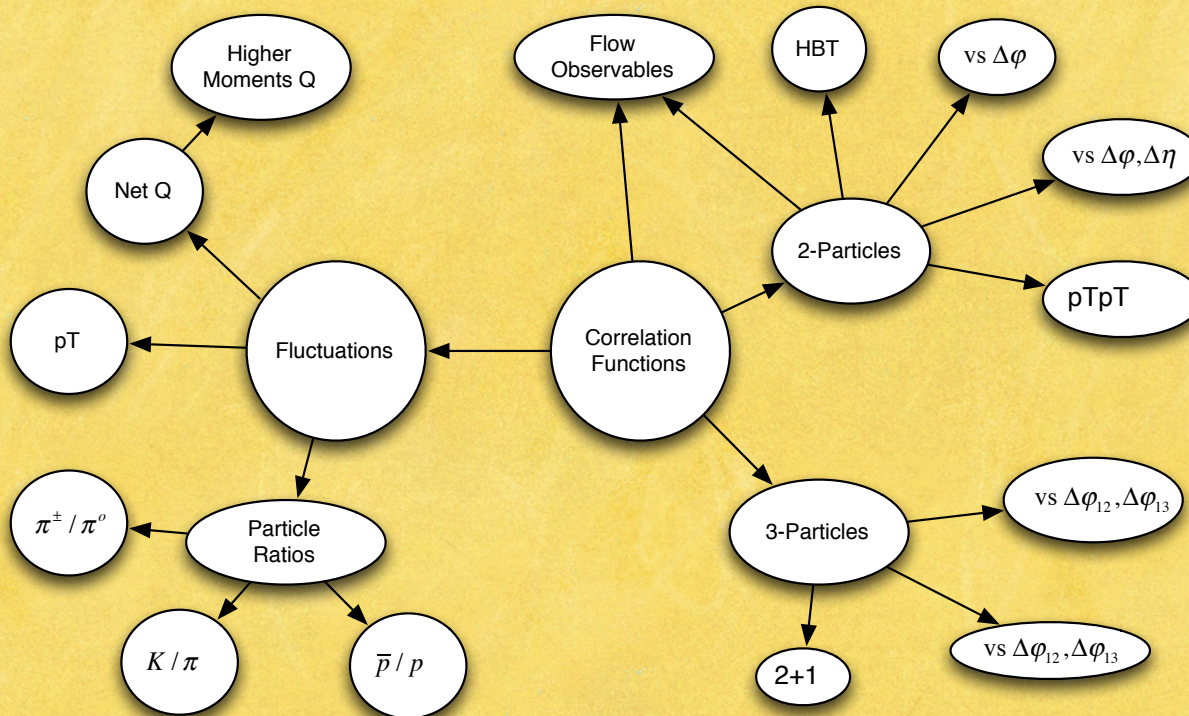 Higher
Moments Q
Flow
Observables
HBT
vs Δφ
Net Q
vs Δφ,Δη
2-Particles
pTpT
pT
Fluctuations
Correlation
Functions
π± / πº
Particle
Ratios
3-Particles
vs Δφ₁₂,Δφ₁₃
K / π
p̅ / p
2+1
vs Δφ₁₂,Δφ₁₃